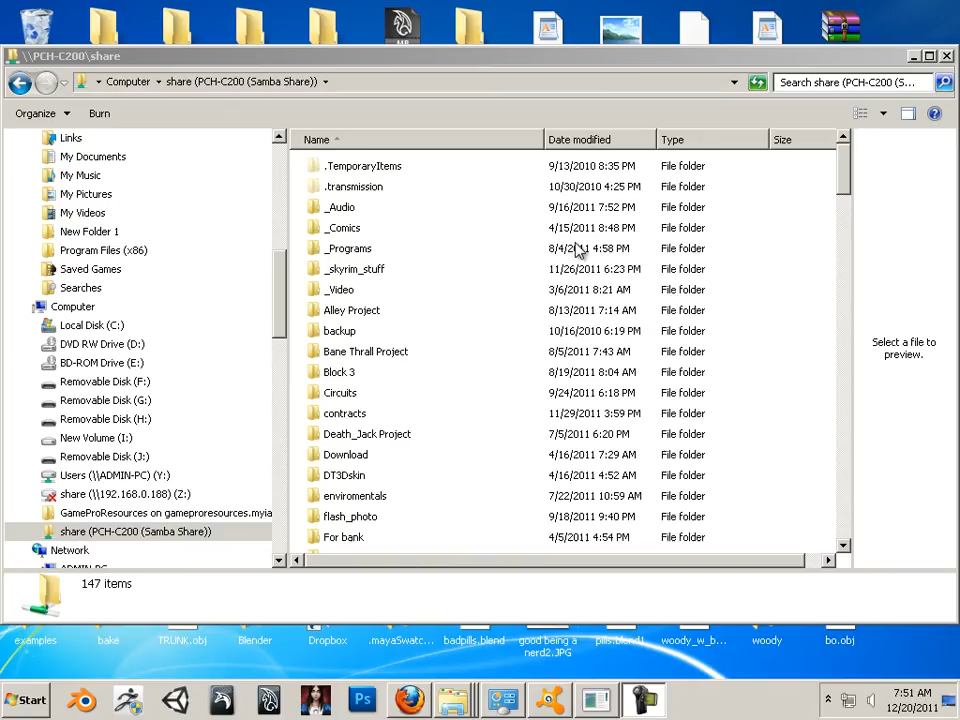 \\PCH-C200\share
Computer
share (PCH-C200 (Samba Share))
Search share (PCH-C200 (S...
Organize
Burn
Links
My Documents
My Music
My Pictures
My Videos
New Folder 1
Program Files (x86)
Saved Games
Searches
Computer
Local Disk (C:)
DVD RW Drive (D:)
BD-ROM Drive (E:)
Removable Disk (F:)
Removable Disk (G:)
Removable Disk (H:)
New Volume (I:)
Removable Disk (J:)
Users (\\ADMIN-PC) (Y:)
share (\\192.168.0.188) (Z:)
GameProResources on gameproresources.myia
share (PCH-C200 (Samba Share))
Network
ADMIN-PC
Name Date modified Type Size
.TemporaryItems 9/13/2010 8:35 PM File folder
.transmission 10/30/2010 4:25 PM File folder
_Audio 9/16/2011 7:52 PM File folder
_Comics 4/15/2011 8:48 PM File folder
_Programs 8/4/2011 4:58 PM File folder
_skyrim_stuff 11/26/2011 6:23 PM File folder
_Video 3/6/2011 8:21 AM File folder
Alley Project 8/13/2011 7:14 AM File folder
backup 10/16/2010 6:19 PM File folder
Bane Thrall Project 8/5/2011 7:43 AM File folder
Block 3 8/19/2011 8:04 AM File folder
Circuits 9/24/2011 6:18 PM File folder
contracts 11/29/2011 3:59 PM File folder
Death_Jack Project 7/5/2011 6:20 PM File folder
Download 4/16/2011 7:29 AM File folder
DT3Dskin 4/16/2011 4:52 AM File folder
enviromentals 7/22/2011 10:59 AM File folder
flash_photo 9/18/2011 9:40 PM File folder
For bank 4/5/2011 4:54 PM File folder
Select a file to
preview.
147 items
examples
bake
TRUNK.obj
Blender
Dropbox
.mayaSwatc...
badpills.blend
good being a
nerd2.JPG
pills.blend1
woody_w_b...
woody
bo.obj
Start
Ps
7:51 AM
12/20/2011